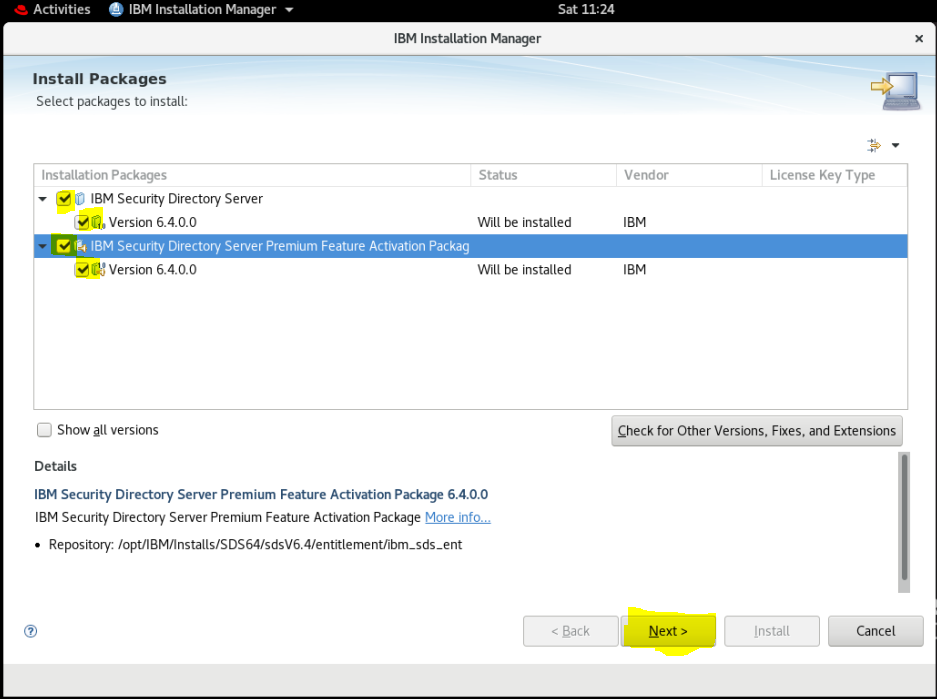 Activities IBM Installation Manager Sat 11:24
IBM Installation Manager
Install Packages
Select packages to install:
Installation Packages Status Vendor License Key Type
IBM Security Directory Server
Version 6.4.0.0 Will be installed IBM
IBM Security Directory Server Premium Feature Activation Packag
Version 6.4.0.0 Will be installed IBM
Show all versions Check for Other Versions, Fixes, and Extensions
Details
IBM Security Directory Server Premium Feature Activation Package 6.4.0.0
IBM Security Directory Server Premium Feature Activation Package More info...
• Repository: /opt/IBM/Installs/SDS64/sdsV6.4/entitlement/ibm_sds_ent
< Back Next > Install Cancel